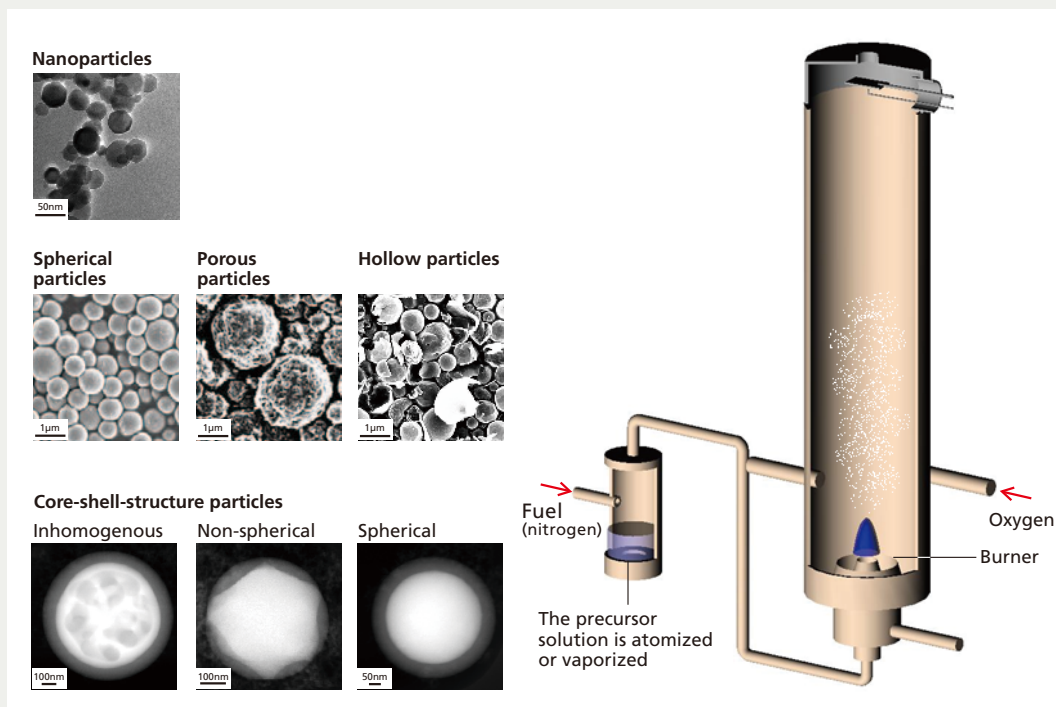 Nanoparticles
50nm
Spherical
particles
Porous
particles
Hollow particles
1µm
1µm
1µm
Core-shell-structure particles
Inhomogenous
Non-spherical
Spherical
100nm
100nm
50nm
Fuel
(nitrogen)
Oxygen
Burner
The precursor
solution is atomized
or vaporized